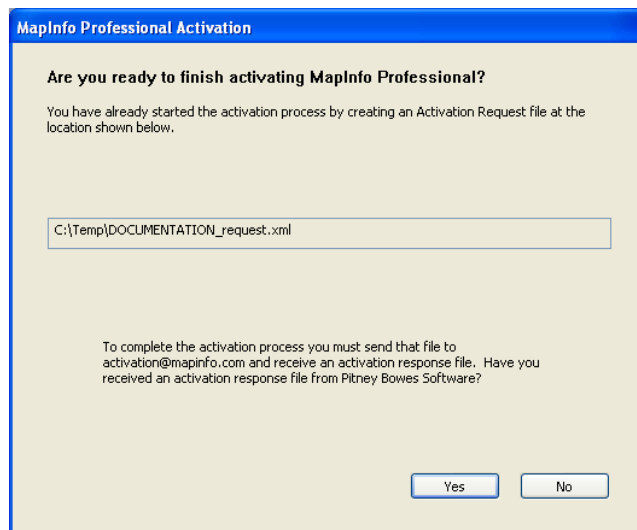 MapInfo Professional Activation
Are you ready to finish activating MapInfo Professional?
You have already started the activation process by creating an Activation Request file at the
location shown below.
C:\Temp\DOCUMENTATION_request.xml
To complete the activation process you must send that file to
activation@mapinfo.com and receive an activation response file.  Have you
received an activation response file from Pitney Bowes Software?
Yes
No